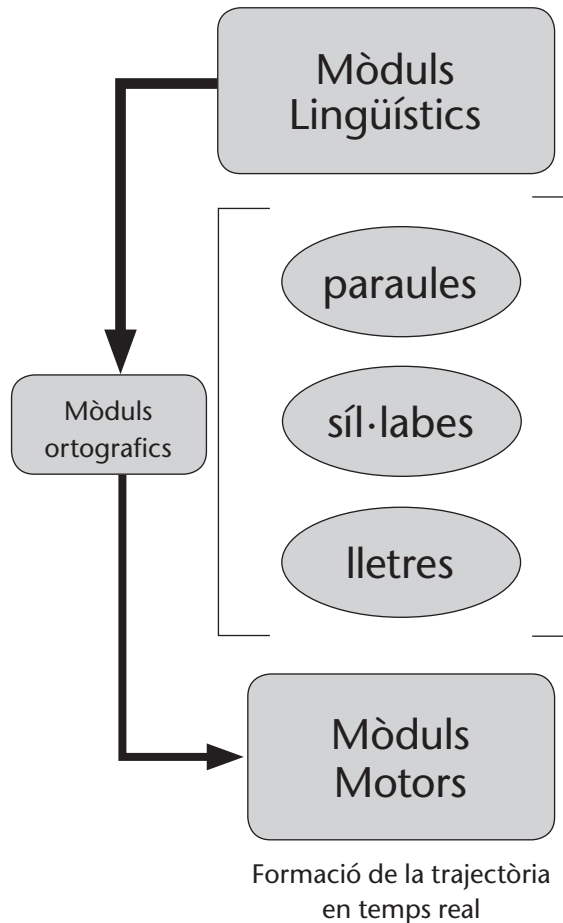 Mòduls
Lingüístics
paraules
Mòduls
ortografics
síl·labes
lletres
Mòduls
Motors
Formació de la trajectòria
en temps real